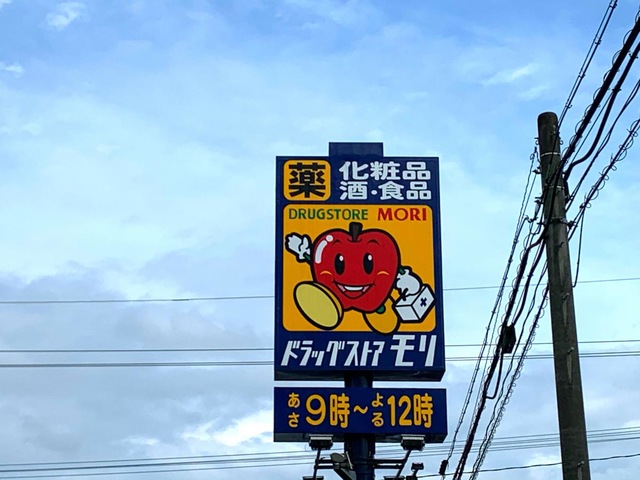 薬 化粧品
酒・食品
DRUGSTORE MORI
ドラッグストア モリ
あさ9時~よる12時